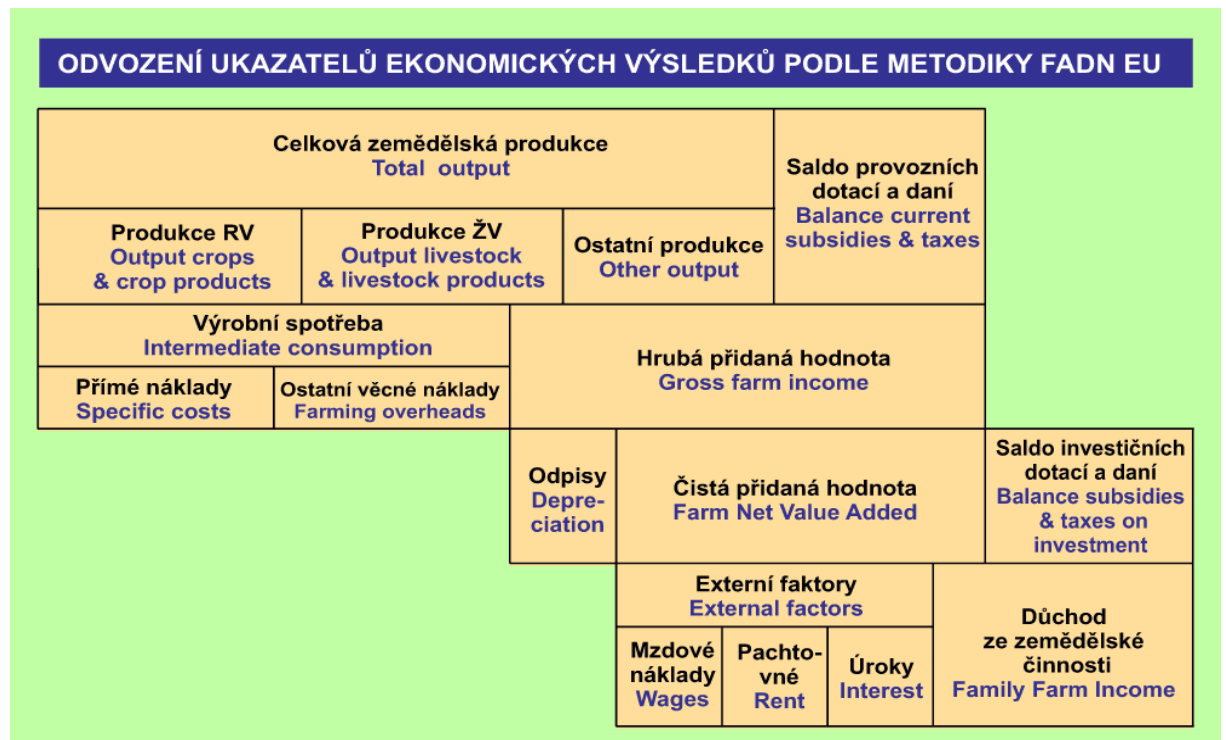 ODVOZENÍ UKAZATELŮ EKONOMICKÝCH VÝSLEDKŮ PODLE METODIKY FADN EU
Celková zemědělská produkce
Total output
Saldo provozních
dotací a daní
Balance current
subsidies & taxes
Produkce RV
Output crops
& crop products
Produkce ŽV
Output livestock
& livestock products
Ostatní produkce
Other output
Výrobní spotřeba
Intermediate consumption
Hrubá přidaná hodnota
Gross farm income
Přímé náklady
Specific costs
Ostatní věcné náklady
Farming overheads
Odpisy
Depre-
ciation
Čistá přidaná hodnota
Farm Net Value Added
Saldo investičních
dotací a daní
Balance subsidies
& taxes on
investment
Externí faktory
External factors
Mzdové
náklady
Wages
Pachto-
vné
Rent
Úroky
Interest
Důchod
ze zemědělské
činnosti
Family Farm Income